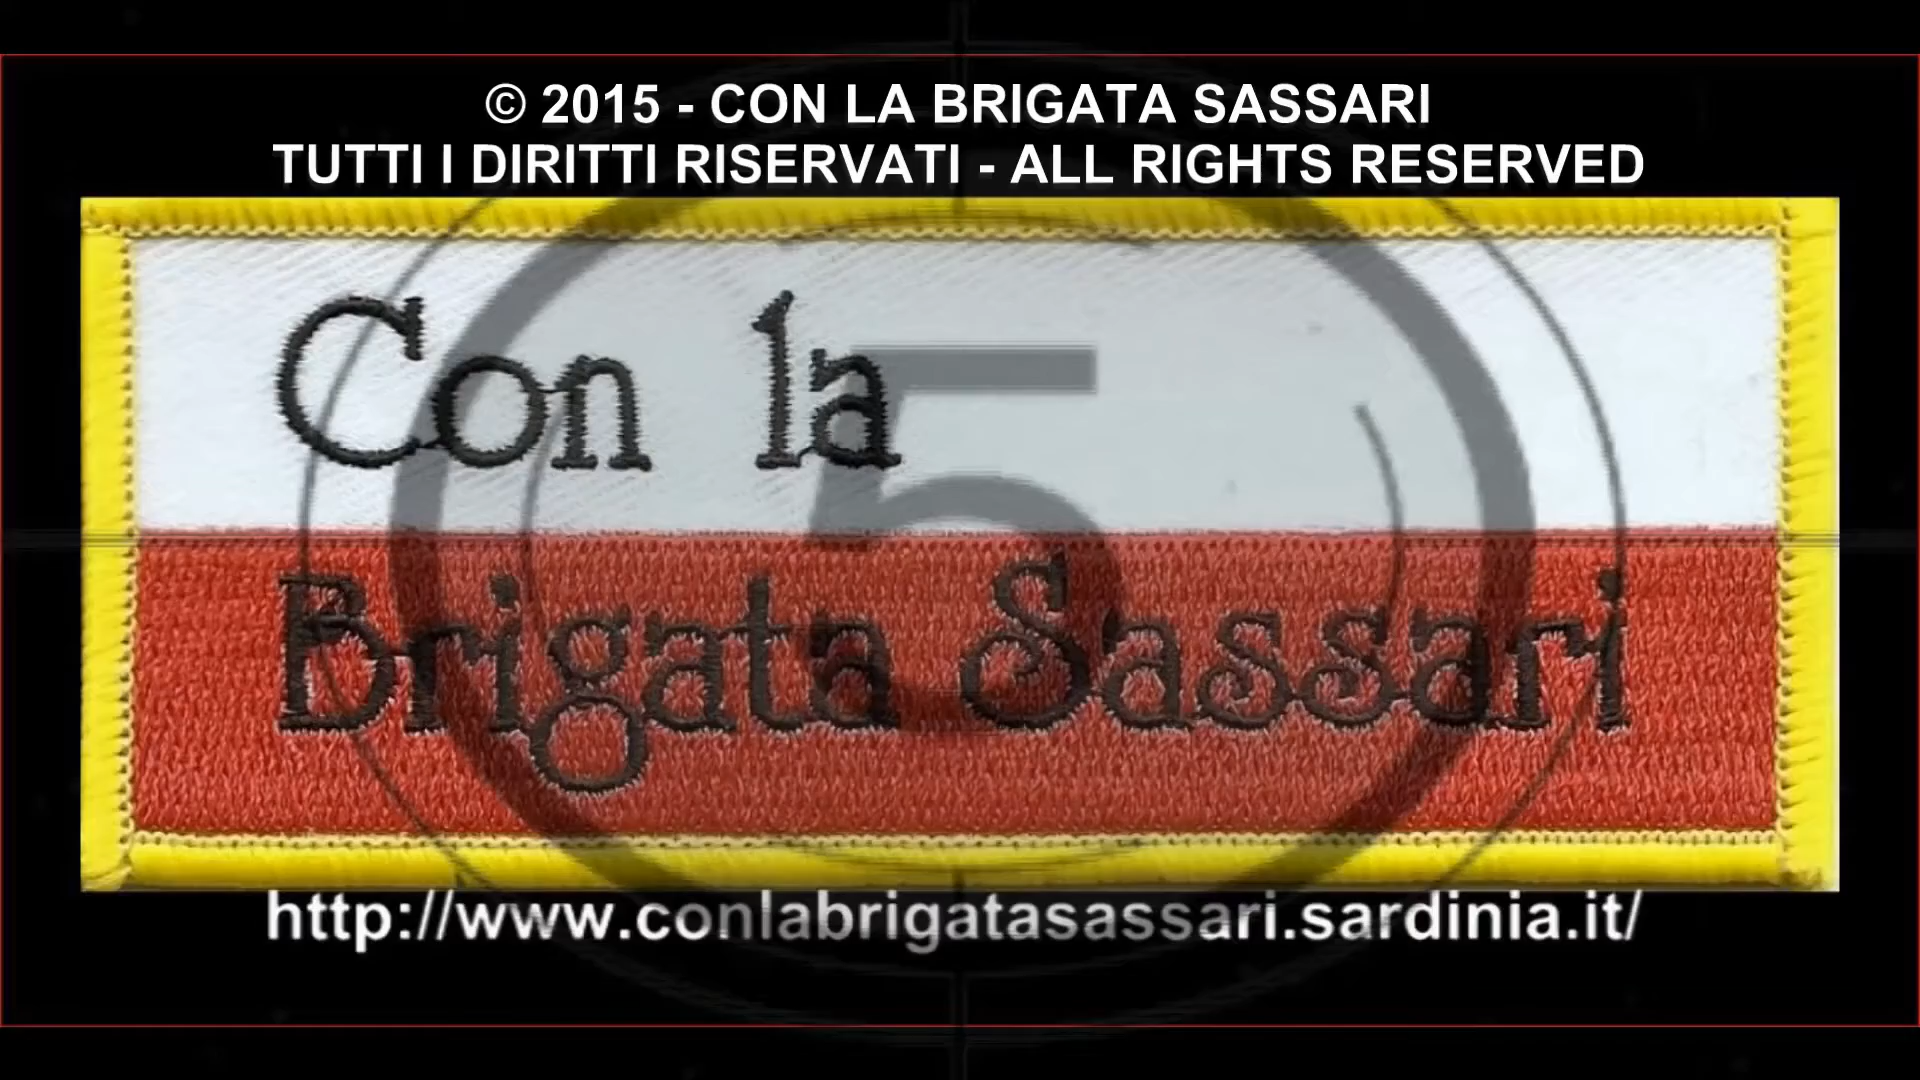 © 2015 - CON LA BRIGATA SASSARI
TUTTI I DIRITTI RISERVATI - ALL RIGHTS RESERVED
Con la
5
Brigata Sassari
http://www.conlabrigatasassari.sardinia.it/